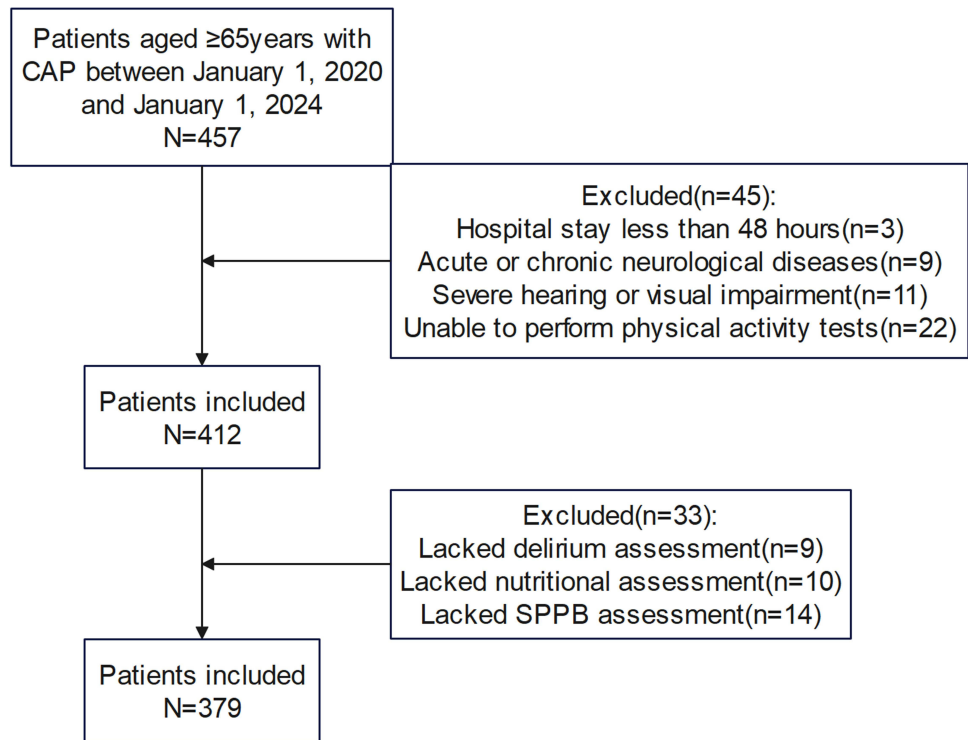 Patients aged ≥65years with
CAP between January 1, 2020
and January 1, 2024
N=457
Excluded(n=45):
Hospital stay less than 48 hours(n=3)
Acute or chronic neurological diseases(n=9)
Severe hearing or visual impairment(n=11)
Unable to perform physical activity tests(n=22)
Patients included
N=412
Excluded(n=33):
Lacked delirium assessment(n=9)
Lacked nutritional assessment(n=10)
Lacked SPPB assessment(n=14)
Patients included
N=379